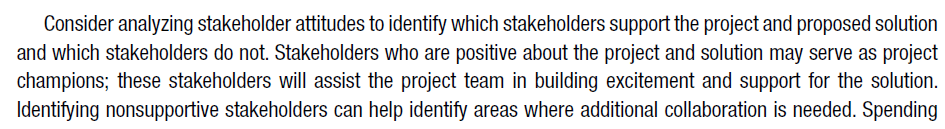 Consider analyzing stakeholder attitudes to identify which stakeholders support the project and proposed solution
and which stakeholders do not. Stakeholders who are positive about the project and solution may serve as project
champions; these stakeholders will assist the project team in building excitement and support for the solution.
Identifying nonsupportive stakeholders can help identify areas where additional collaboration is needed. Spending